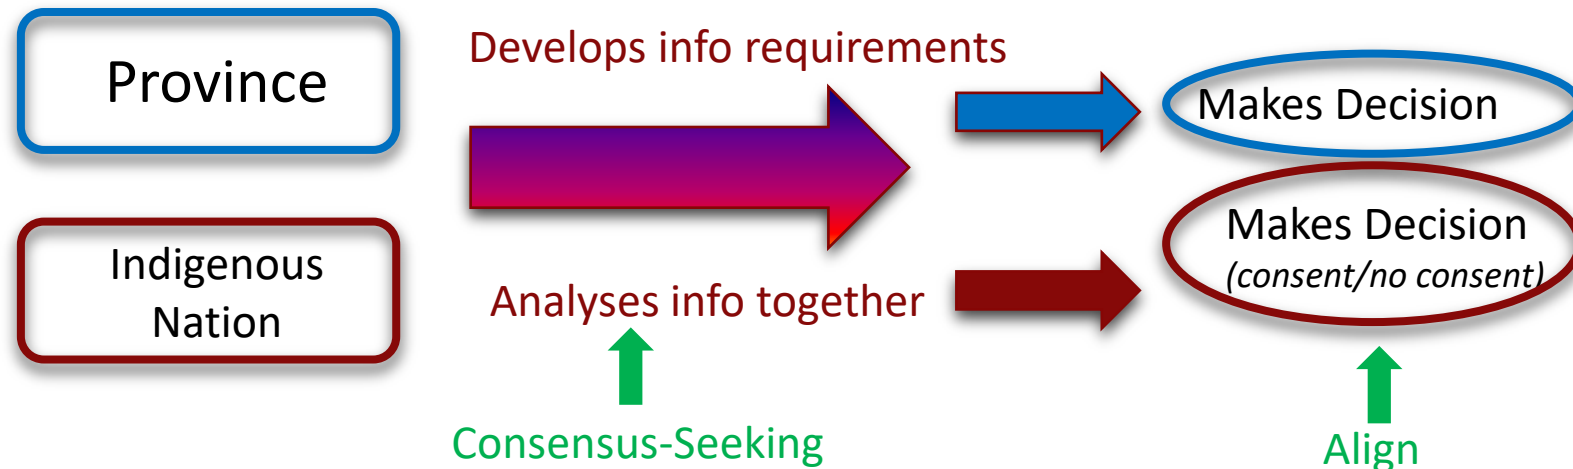 Province
Indigenous
Nation
Develops info requirements
Analyses info together
Consensus-Seeking
Makes Decision
Makes Decision
(consent/no consent)
Align